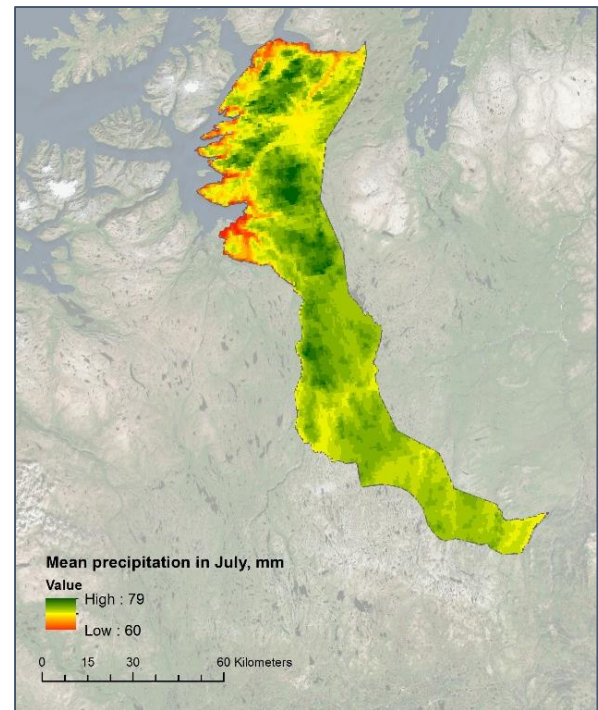 Mean precipitation in July, mm
Value
High : 79
Low : 60
0 15 30 60 Kilometers